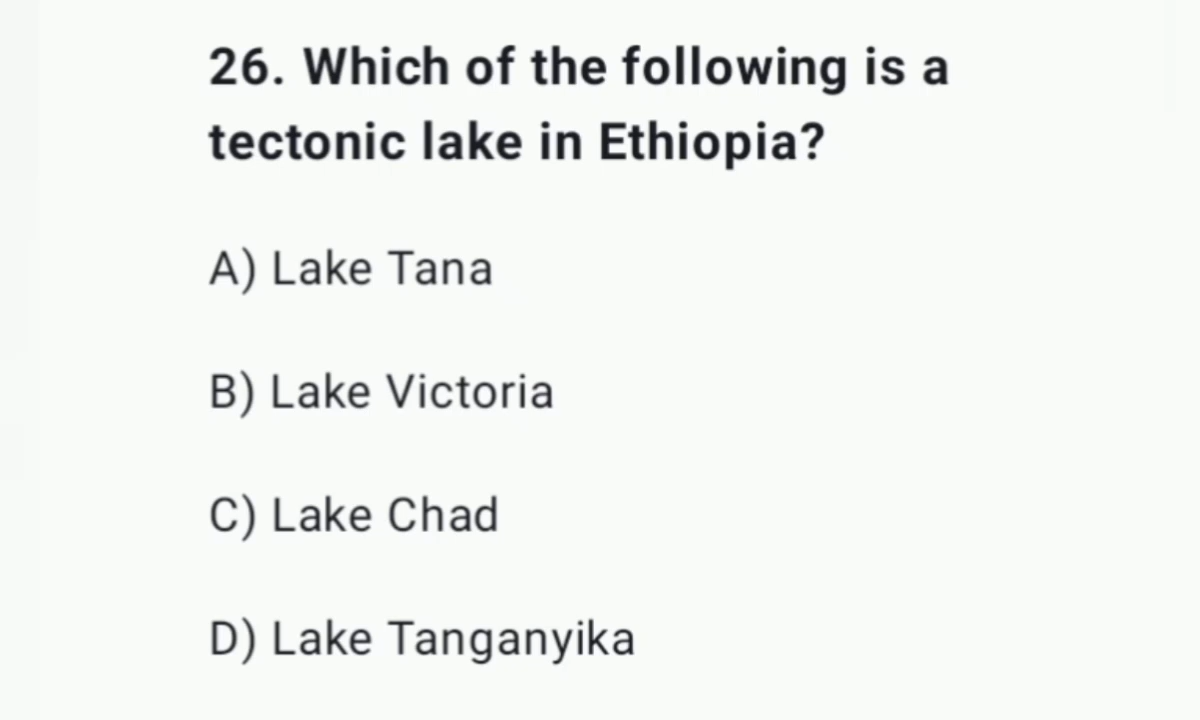 26. Which of the following is a
tectonic lake in Ethiopia?
A) Lake Tana
B) Lake Victoria
C) Lake Chad
D) Lake Tanganyika